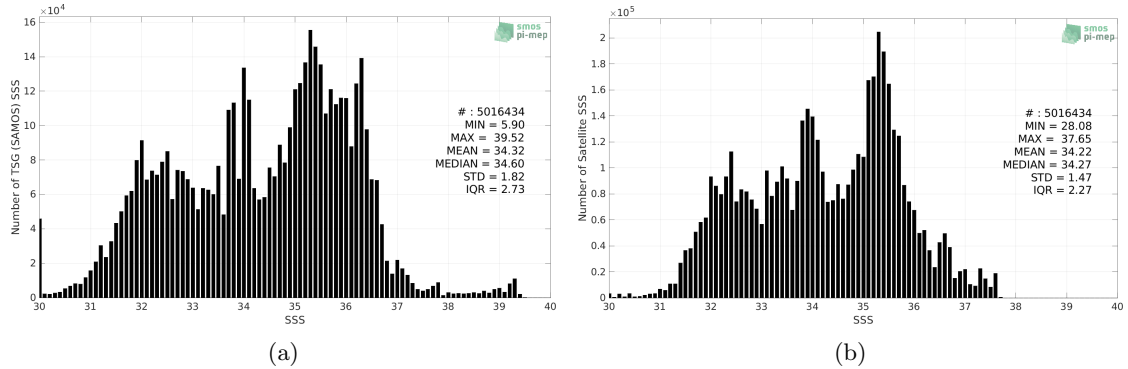 ×10⁴
16
14
12
10
8
6
4
2
0
Number of TSG (SAMOS) SSS
30 31 32 33 34 35 36 37 38 39 40
SSS
smos
pi-mep
# : 5016434
MIN = 5.90
MAX = 39.52
MEAN = 34.32
MEDIAN = 34.60
STD = 1.82
IQR = 2.73
(a)
×10⁵
2
1.8
1.6
1.4
1.2
1
0.8
0.6
0.4
0.2
0
Number of Satellite SSS
30 31 32 33 34 35 36 37 38 39 40
SSS
smos
pi-mep
# : 5016434
MIN = 28.08
MAX = 37.65
MEAN = 34.22
MEDIAN = 34.27
STD = 1.47
IQR = 2.27
(b)